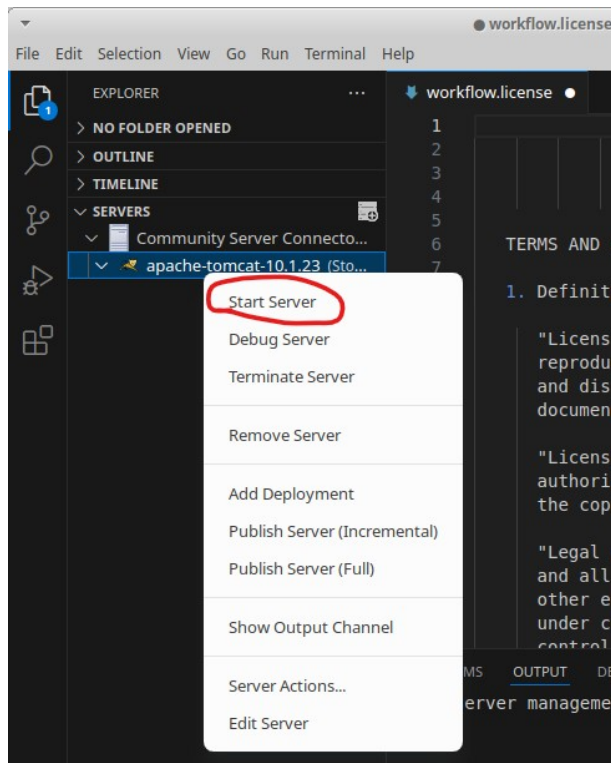 workflow.license
File Edit Selection View Go Run Terminal Help
EXPLORER ...
1
NO FOLDER OPENED
OUTLINE
TIMELINE
SERVERS
Community Server Connecto...
apache-tomcat-10.1.23 (Sto...
Start Server
Debug Server
Terminate Server
Remove Server
Add Deployment
Publish Server (Incremental)
Publish Server (Full)
Show Output Channel
Server Actions...
Edit Server
workflow.license
1
2
3
4
5
6 TERMS AND
7
1. Definit
"Licens
reprodu
and dis
documen
"Licens
authori
the cop
"Legal
and all
other e
under c
control
MS OUTPUT DE
erver manageme